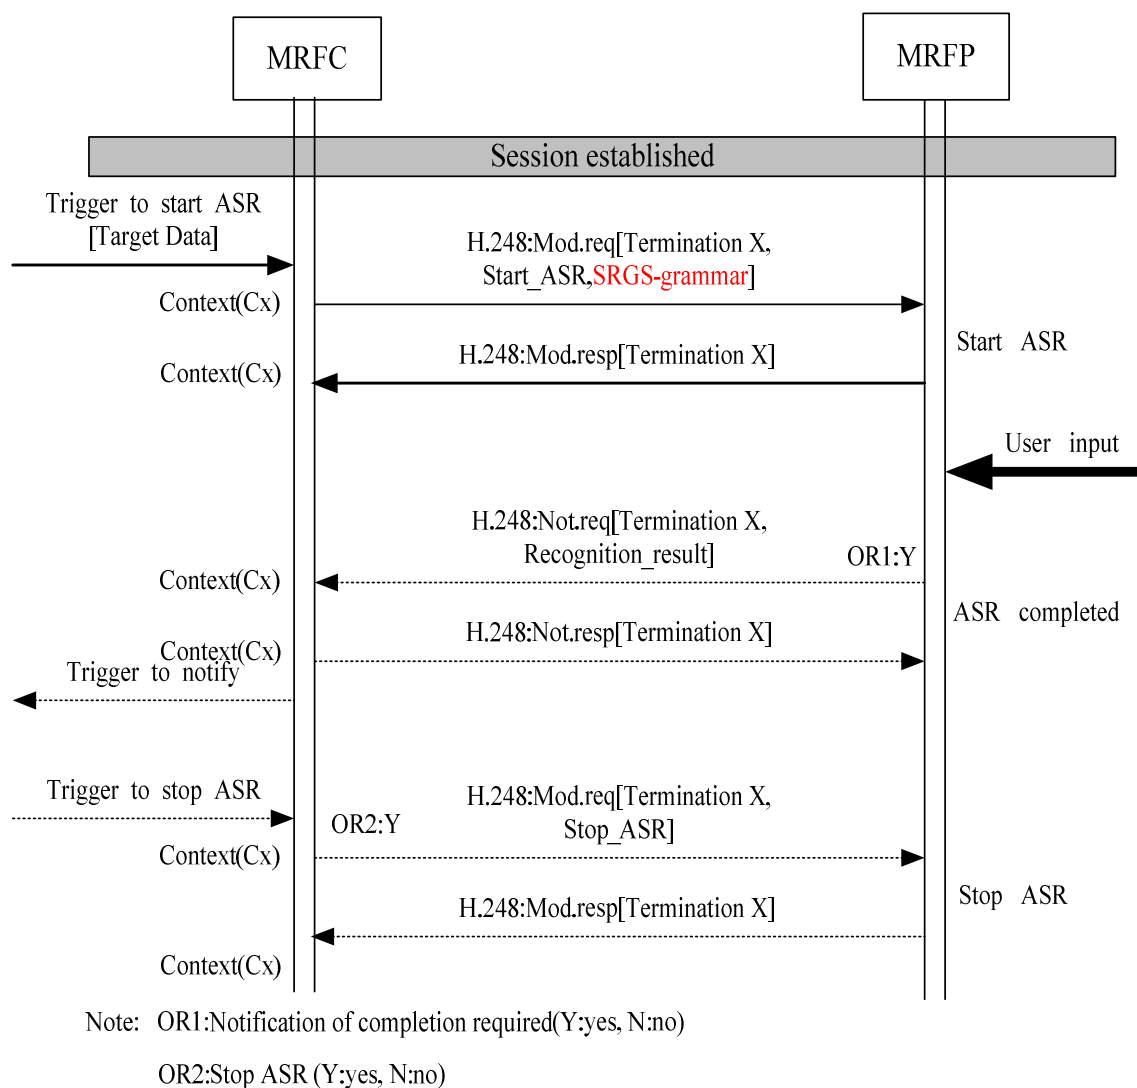 MRFC
MRFP
Session established
Trigger to start ASR
[Target Data]
H.248:Mod.req[Termination X,
Start_ASR,SRGS-grammar]
Context(Cx)
Start ASR
H.248:Mod.resp[Termination X]
Context(Cx)
User input
H.248:Not.req[Termination X,
Recognition_result]
OR1:Y
Context(Cx)
ASR completed
H.248:Not.resp[Termination X]
Context(Cx)
Trigger to notify
Trigger to stop ASR
H.248:Mod.req[Termination X,
Stop_ASR]
OR2:Y
Context(Cx)
Stop ASR
H.248:Mod.resp[Termination X]
Context(Cx)
Note: OR1:Notification of completion required(Y:yes, N:no)
OR2:Stop ASR (Y:yes, N:no)